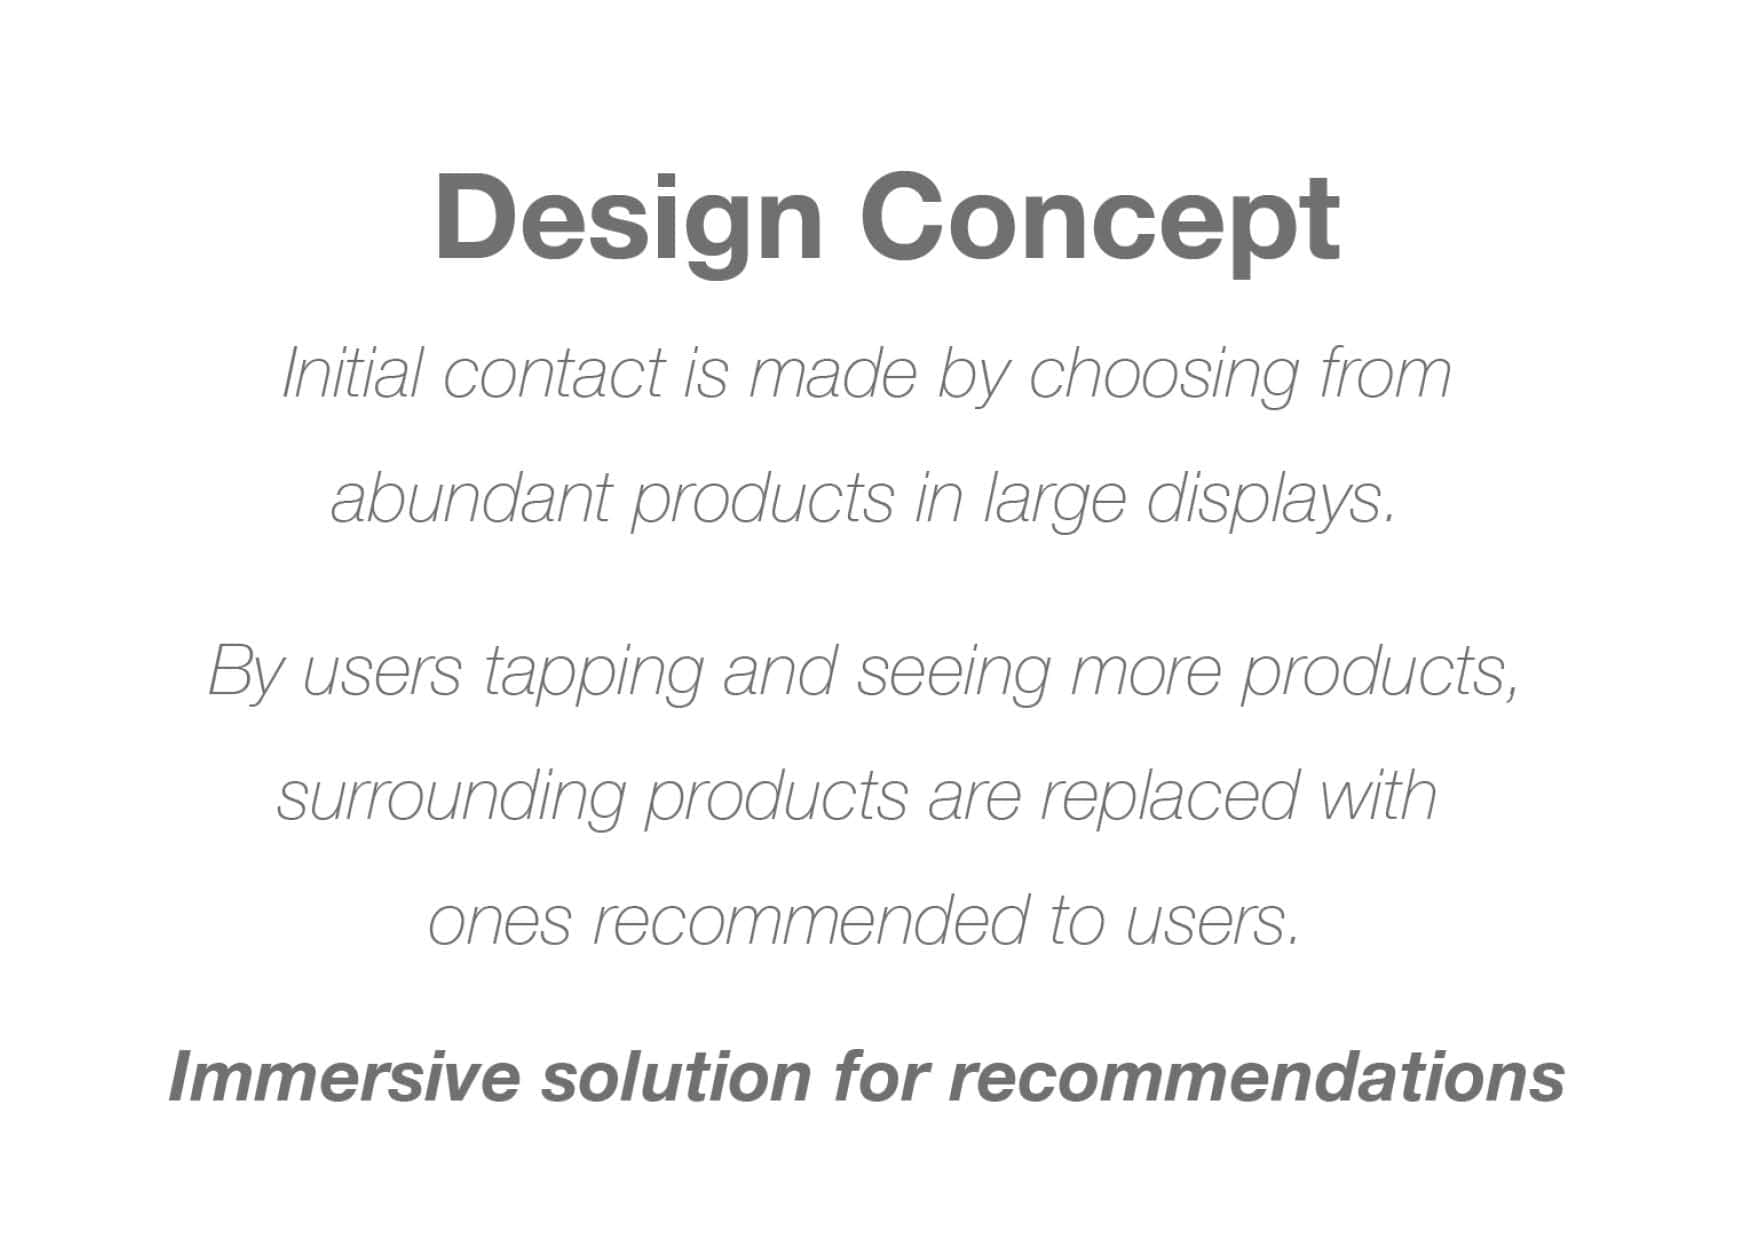 Design Concept
Initial contact is made by choosing from
abundant products in large displays.
By users tapping and seeing more products,
surrounding products are replaced with
ones recommended to users.
Immersive solution for recommendations